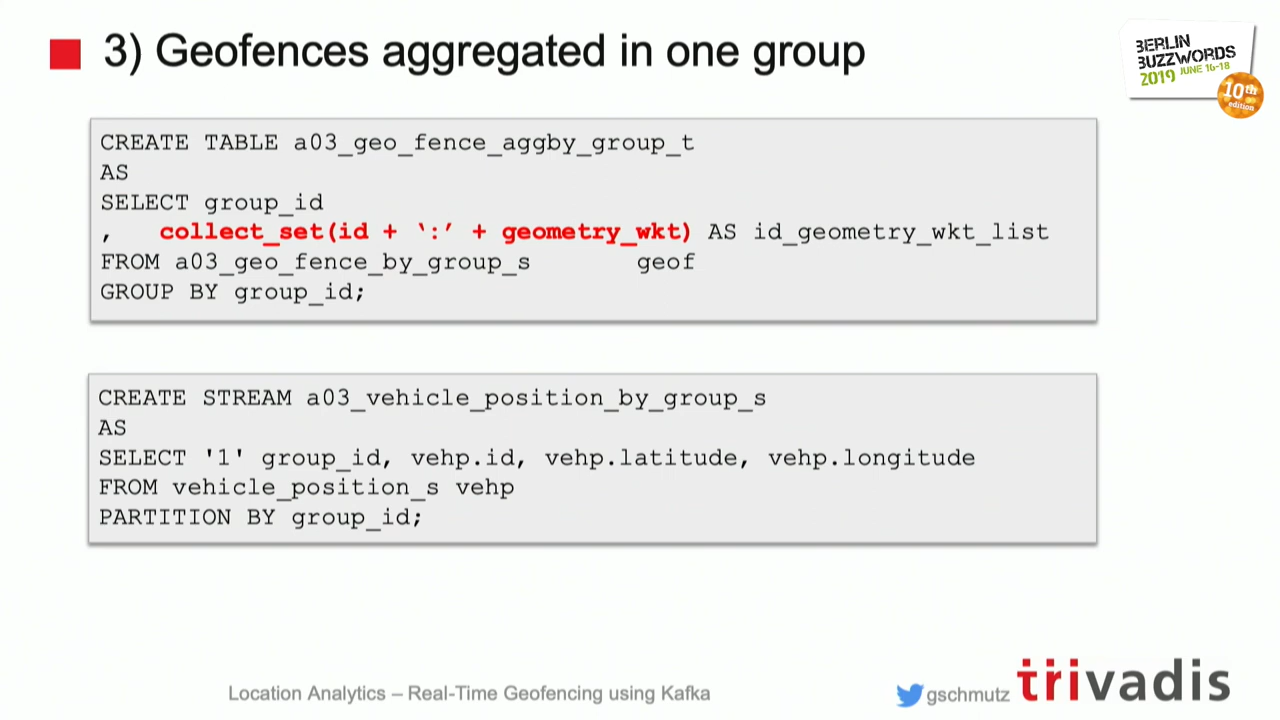 3) Geofences aggregated in one group
BERLIN
BUZZWORDS
2019 JUNE 16-18
10th
edition
CREATE TABLE a03_geo_fence_aggby_group_t
AS
SELECT group_id
,   collect_set(id + ‘:’ + geometry_wkt) AS id_geometry_wkt_list
FROM a03_geo_fence_by_group_s       geof
GROUP BY group_id;
CREATE STREAM a03_vehicle_position_by_group_s
AS
SELECT '1' group_id, vehp.id, vehp.latitude, vehp.longitude
FROM vehicle_position_s vehp
PARTITION BY group_id;
Location Analytics – Real-Time Geofencing using Kafka
gschmutz
trivadis